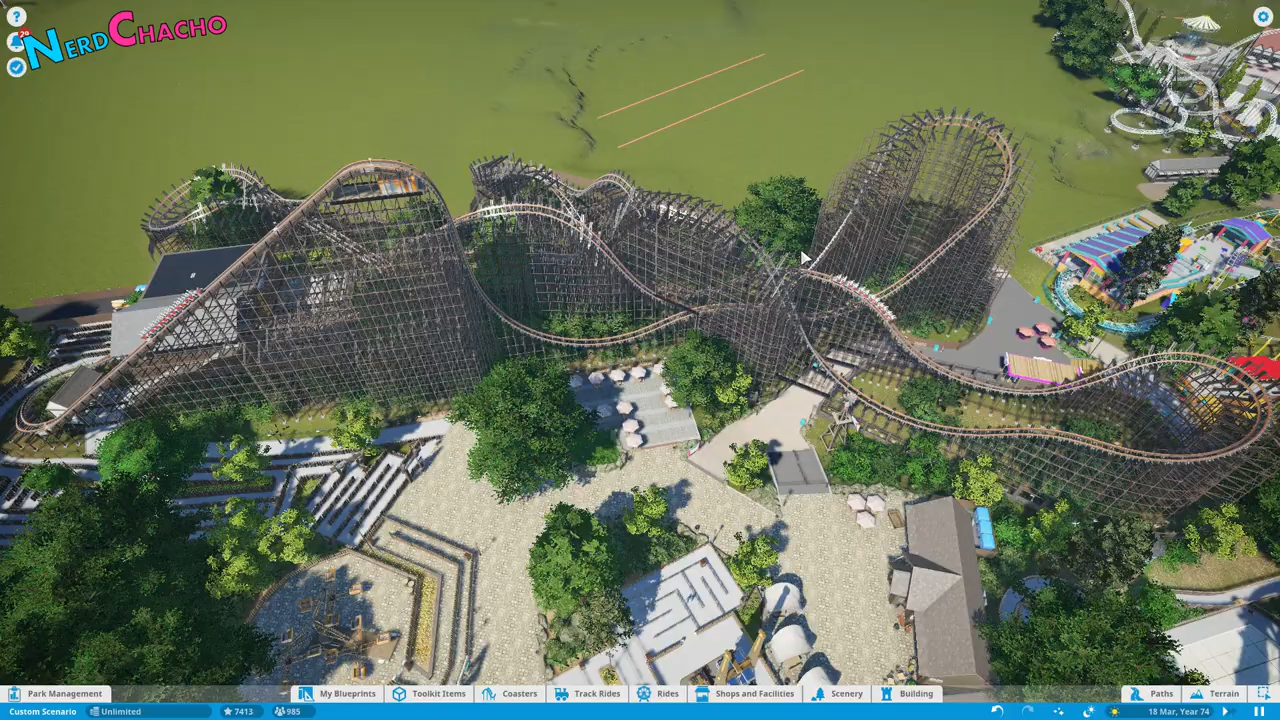 ?
29
NERDCHACHO
Park Management
My Blueprints
Toolkit Items
Coasters
Track Rides
Rides
Shops and Facilities
Scenery
Building
Paths
Terrain
Custom Scenario
Unlimited
7413
985
18 Mar, Year 74